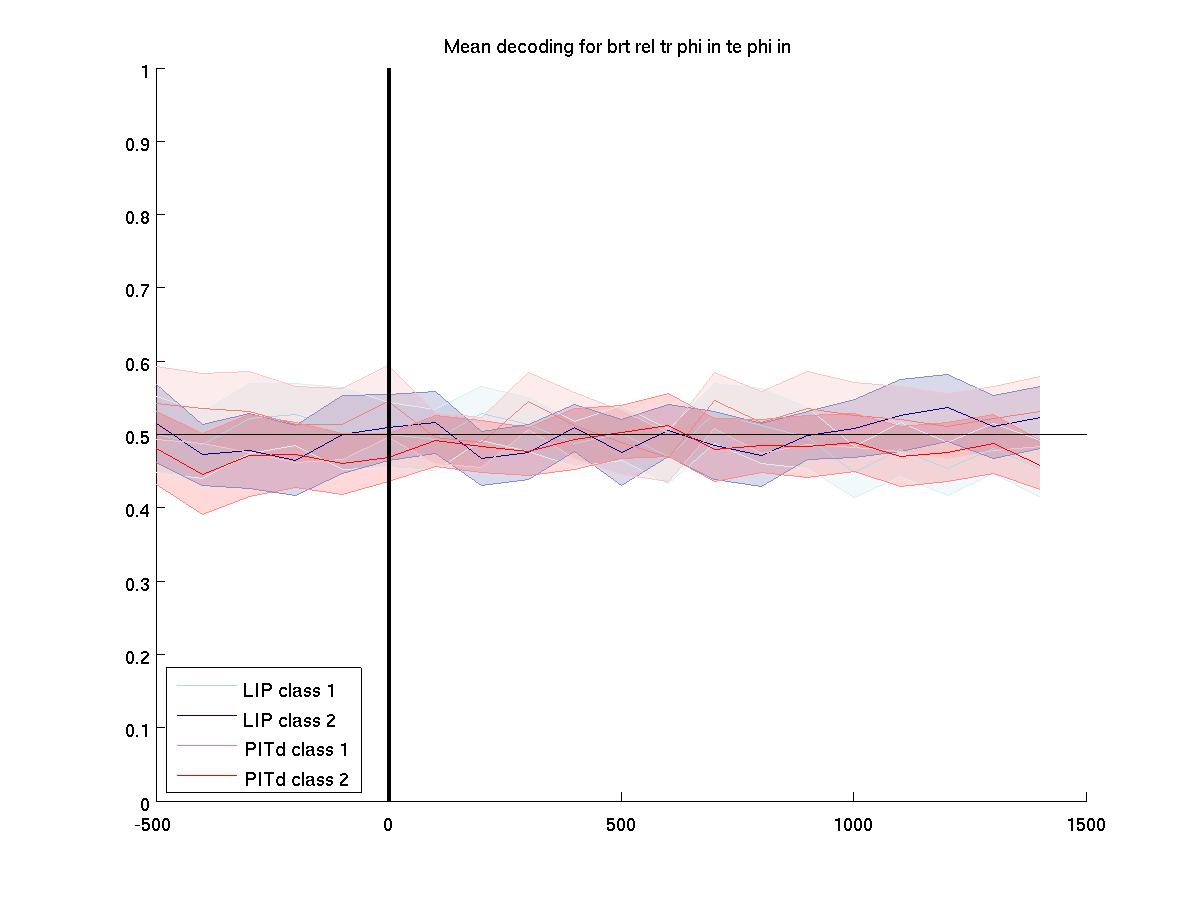 Mean decoding for brt rel tr phi in te phi in
1
0.9
0.8
0.7
0.6
0.5
0.4
0.3
0.2
0.1
0
LIP class 1
LIP class 2
PITd class 1
PITd class 2
-500 0 500 1000 1500